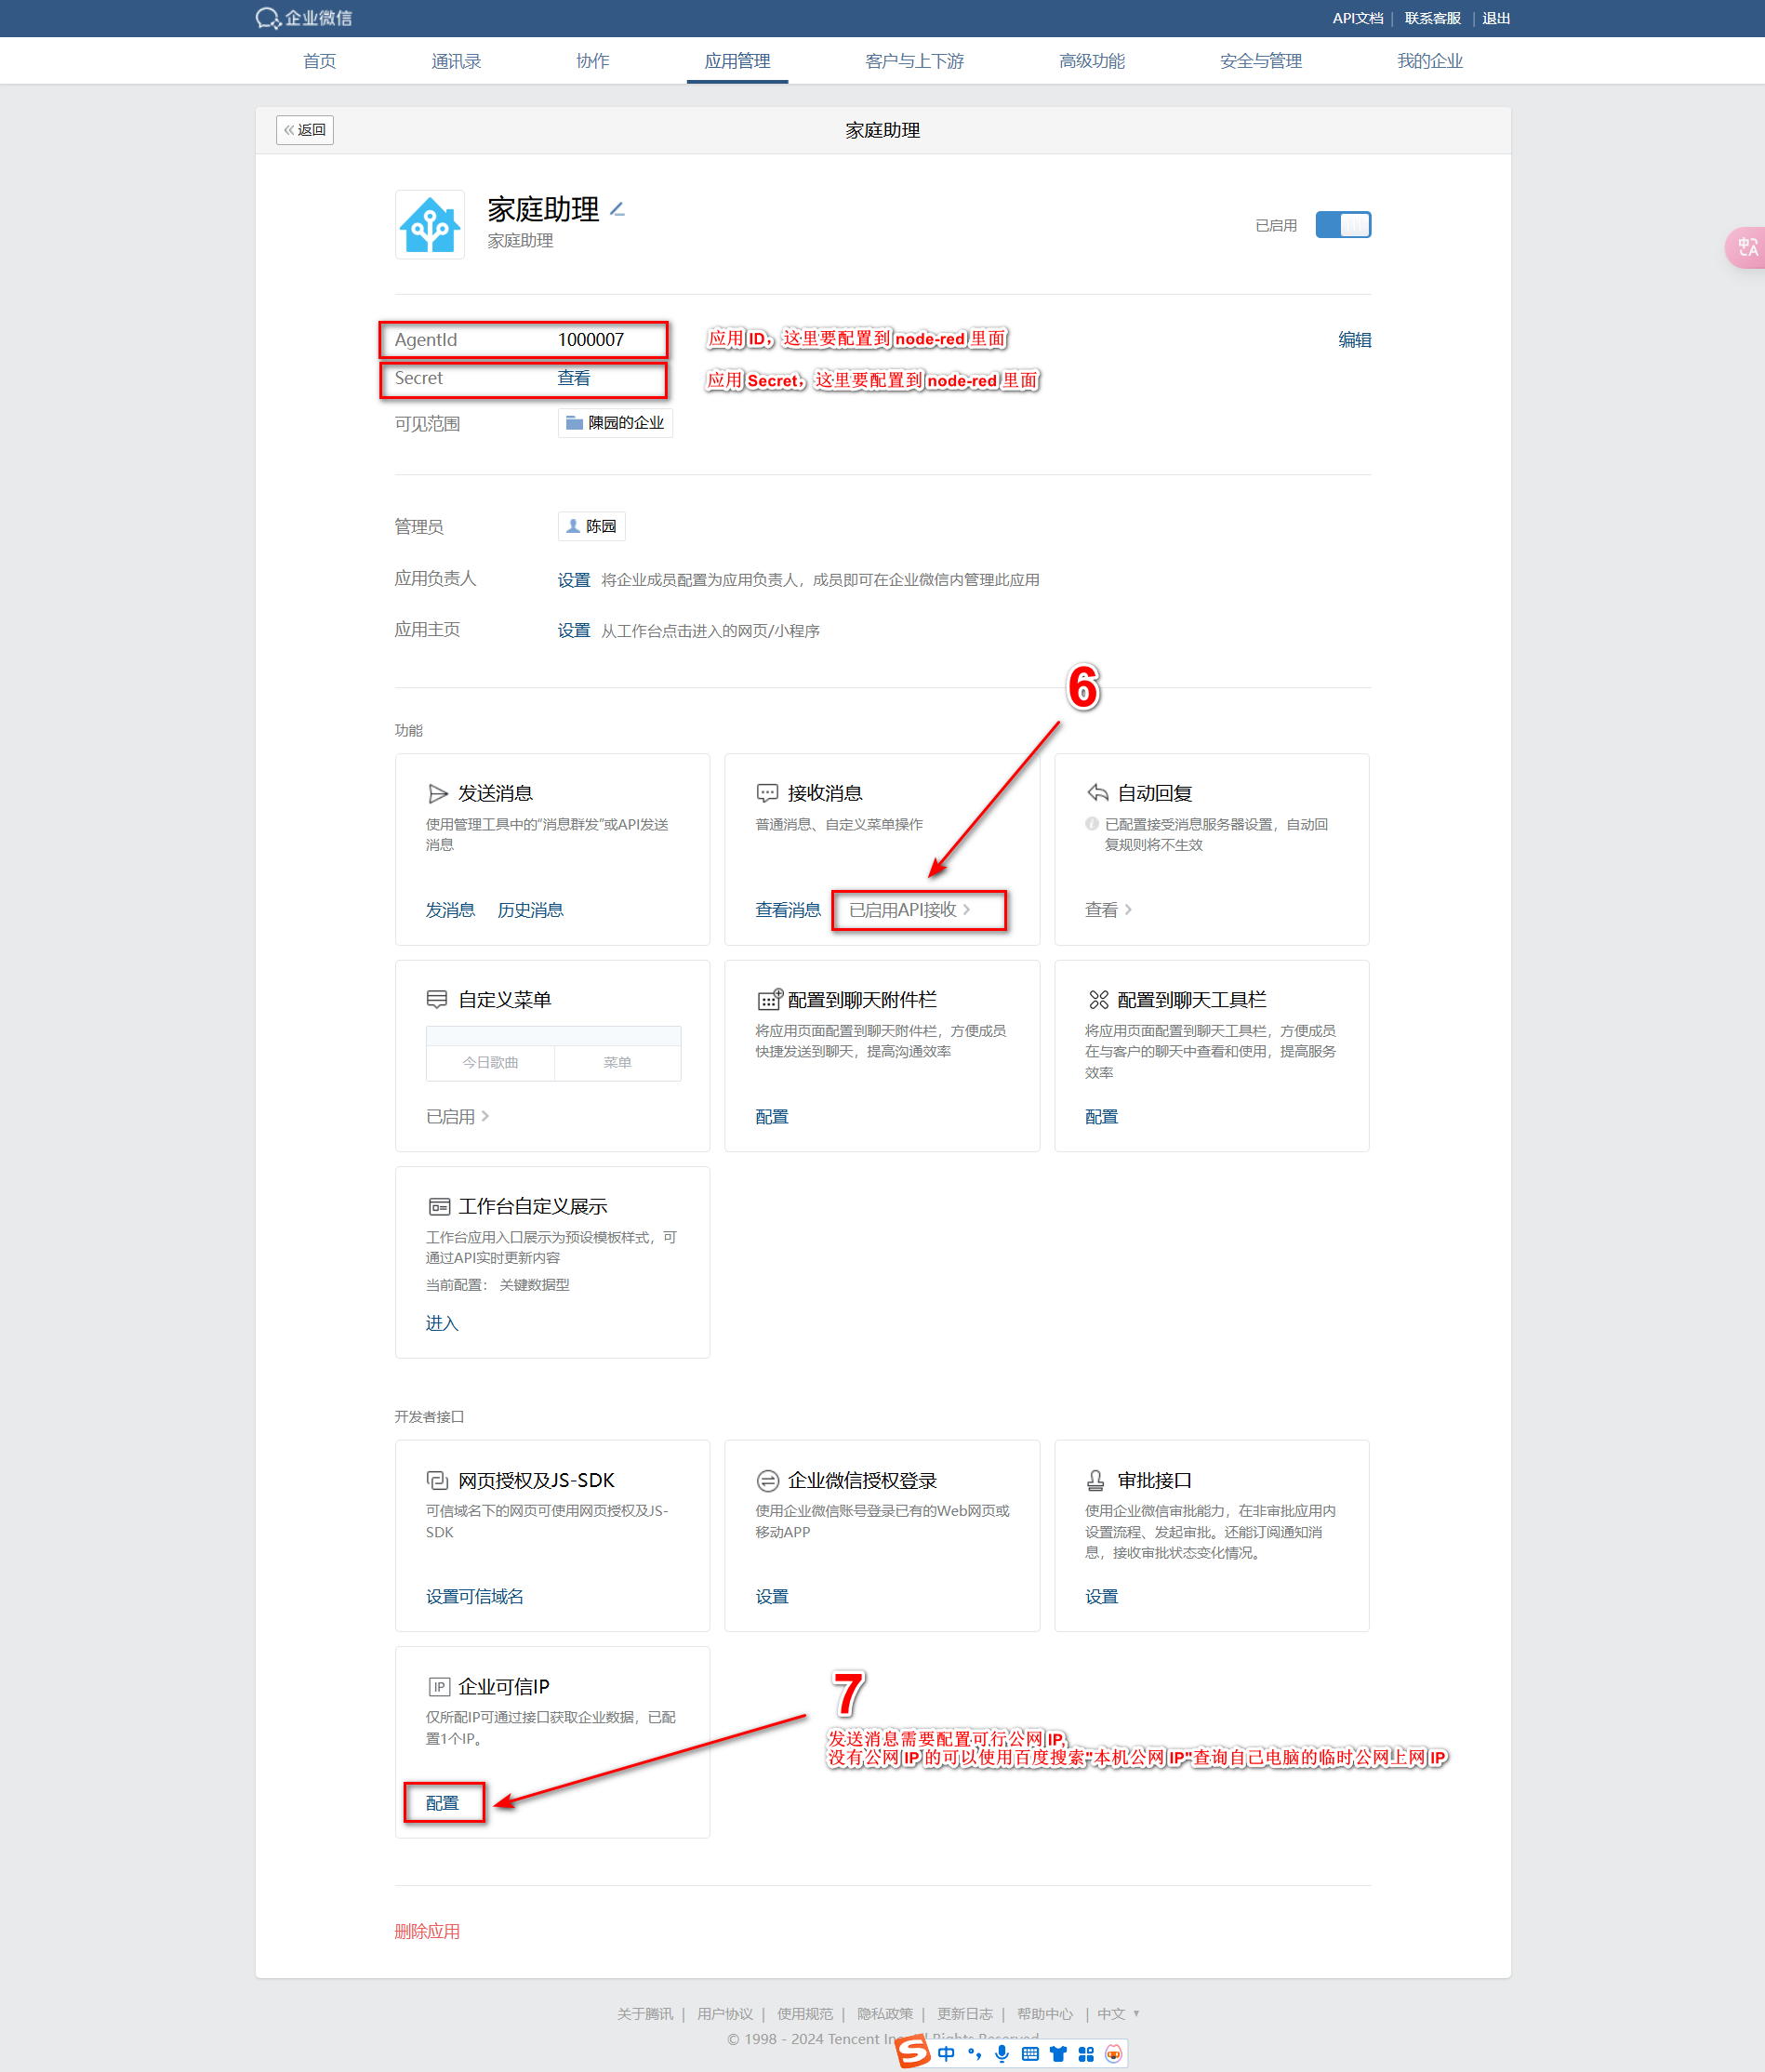 企业微信
API文档 | 联系客服 | 退出
首页 通讯录 协作 应用管理 客户与上下游 高级功能 安全与管理 我的企业
« 返回
家庭助理
家庭助理
家庭助理
已启用
AgentId 1000007
应用 ID，这里要配置到 node-red 里面
编辑
Secret 查看
应用 Secret，这里要配置到 node-red 里面
可见范围 陳园的企业
管理员 陈园
应用负责人 设置 将企业成员配置为应用负责人，成员即可在企业微信内管理此应用
应用主页 设置 从工作台点击进入的网页/小程序
6
功能
发送消息
使用管理工具中的“消息群发”或API发送
消息
发消息 历史消息
接收消息
普通消息、自定义菜单操作
查看消息 已启用API接收 >
自动回复
已配置接受消息服务器设置，自动回
复规则将不生效
查看 >
自定义菜单
今日歌曲 菜单
已启用 >
配置到聊天附件栏
将应用页面配置到聊天附件栏，方便成员
快捷发送到聊天，提高沟通效率
配置
配置到聊天工具栏
将应用页面配置到聊天工具栏，方便成员
在与客户的聊天中查看和使用，提高服务
效率
配置
工作台自定义展示
工作台应用入口展示为预设模板样式，可
通过API实时更新内容
当前配置： 关键数据型
进入
开发者接口
网页授权及JS-SDK
可信域名下的网页可使用网页授权及JS-
SDK
设置可信域名
企业微信授权登录
使用企业微信账号登录已有的Web网页或
移动APP
设置
审批接口
使用企业微信审批能力，在非审批应用内
设置流程、发起审批。还能订阅通知消
息，接收审批状态变化情况。
设置
IP 企业可信IP
仅所配IP可通过接口获取企业数据，已配
置1个IP。
配置
7
发送消息需要配置可行公网 IP,
没有公网 IP 的可以使用百度搜索"本机公网 IP"查询自己电脑的临时公网上网 IP
删除应用
关于腾讯 | 用户协议 | 使用规范 | 隐私政策 | 更新日志 | 帮助中心 | 中文
© 1998 - 2024 Tencent Inc. All Rights Reserved
中